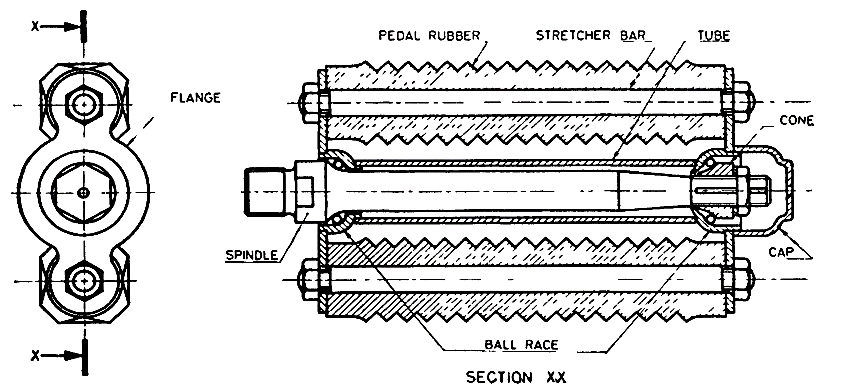 X
PEDAL RUBBER
STRETCHER BAR
TUBE
FLANGE
CONE
SPINDLE
CAP
BALL RACE
X
SECTION XX